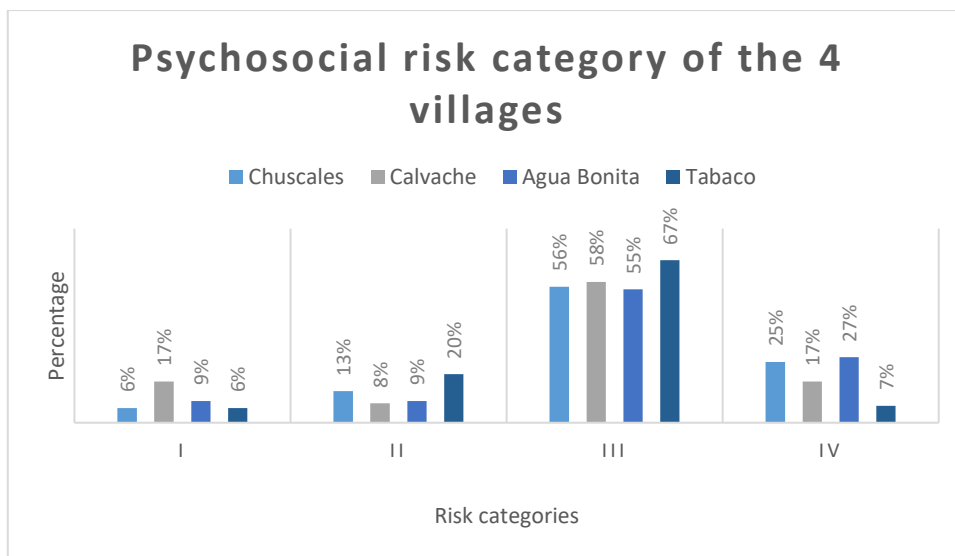 Psychosocial risk category of the 4
villages
Chuscales Calvache Agua Bonita Tabaco
Percentage
6% 17% 9% 6% 13% 8% 9% 20% 56% 58% 55% 67% 25% 17% 27% 7%
I II III IV
Risk categories